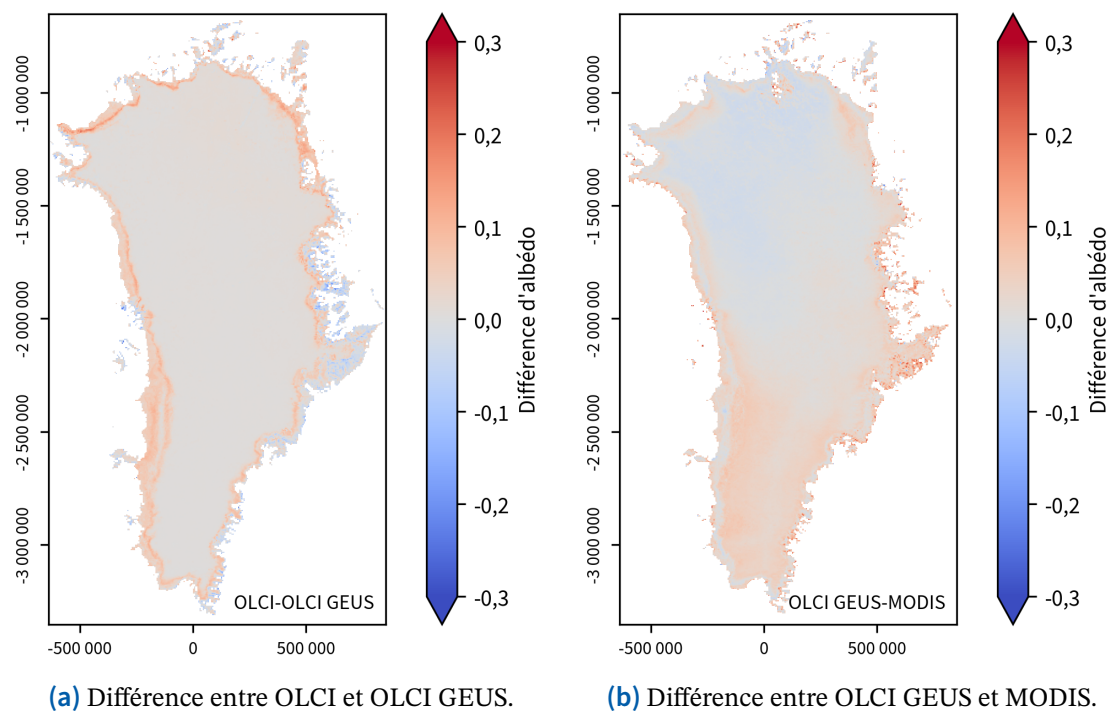 0,3
0,2
0,1
0,0
-0,1
-0,2
-0,3
Différence d'albédo
-1 000 000
-1 500 000
-2 000 000
-2 500 000
-3 000 000
OLCI-OLCI GEUS
-500 000 0 500 000
(a) Différence entre OLCI et OLCI GEUS.
0,3
0,2
0,1
0,0
-0,1
-0,2
-0,3
Différence d'albédo
-1 000 000
-1 500 000
-2 000 000
-2 500 000
-3 000 000
OLCI GEUS-MODIS
-500 000 0 500 000
(b) Différence entre OLCI GEUS et MODIS.